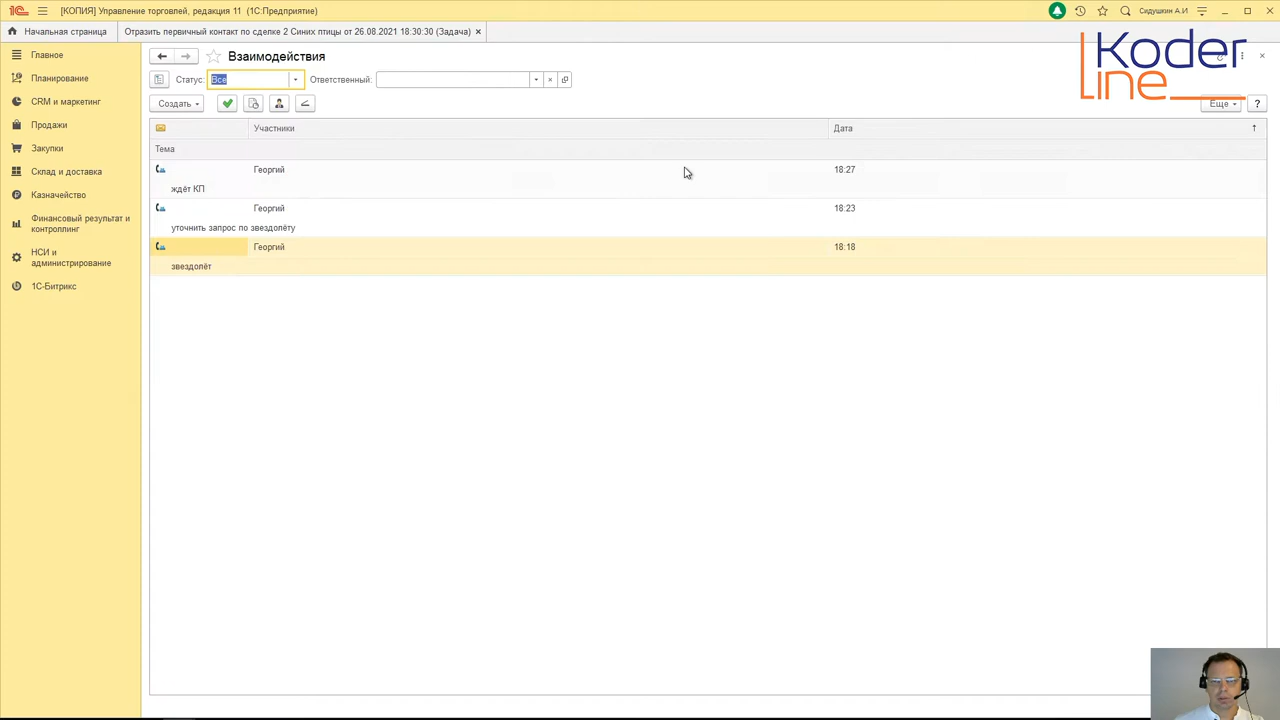 [КОПИЯ] Управление торговлей, редакция 11 (1С:Предприятие)
Сидушкин А.И
Начальная страница
Отразить первичный контакт по сделке 2 Синих птицы от 26.08.2021 18:30:30 (Задача) ×
Koder
line
Главное
Планирование
CRM и маркетинг
Продажи
Закупки
Склад и доставка
Казначейство
Финансовый результат и
контроллинг
НСИ и
администрирование
1С-Битрикс
Взаимодействия
Статус: Все
Ответственный:
Создать
Еще
?
Участники
Дата
Тема
Георгий
18:27
ждёт КП
Георгий
18:23
уточнить запрос по звездолёту
Георгий
18:18
звездолёт